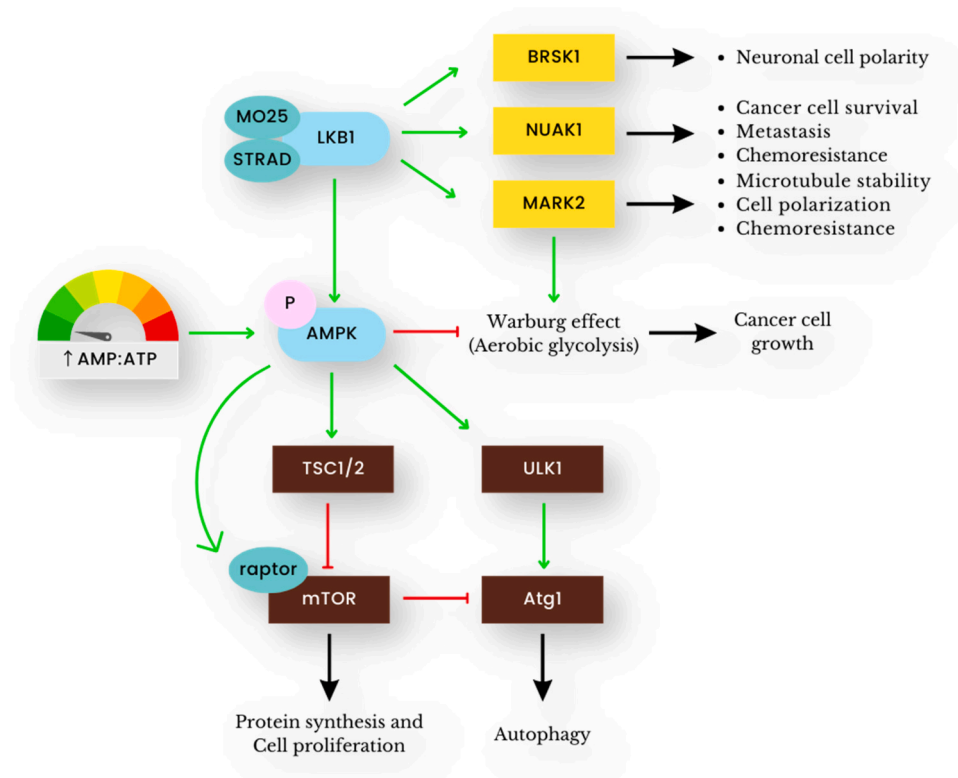 BRSK1
• Neuronal cell polarity
MO25
LKB1
STRAD
NUAK1
• Cancer cell survival
• Metastasis
• Chemoresistance
MARK2
• Microtubule stability
• Cell polarization
• Chemoresistance
↑ AMP:ATP
P
AMPK
Warburg effect
(Aerobic glycolysis)
Cancer cell
growth
TSC1/2
ULK1
raptor
mTOR
Atg1
Protein synthesis and
Cell proliferation
Autophagy